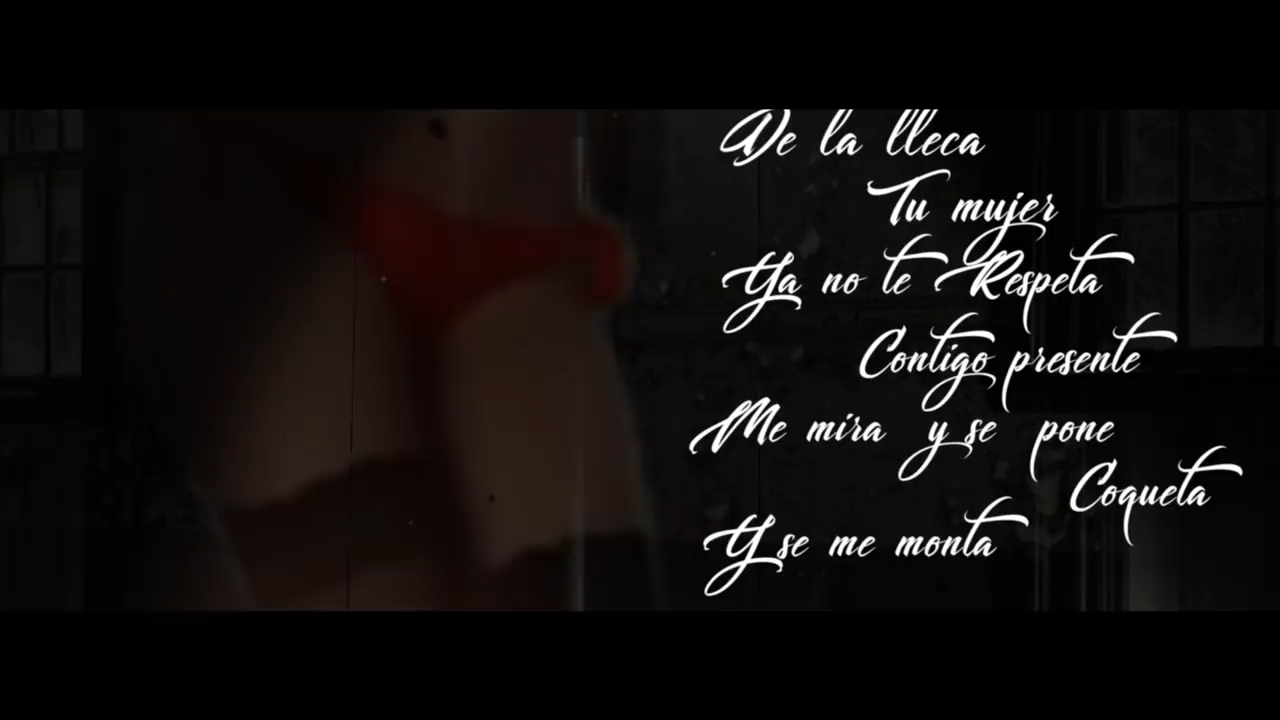 De la lleca
Tu mujer
Ya no te Respeta
Contigo presente
Me mira y se pone
Coqueta
Y se me monta